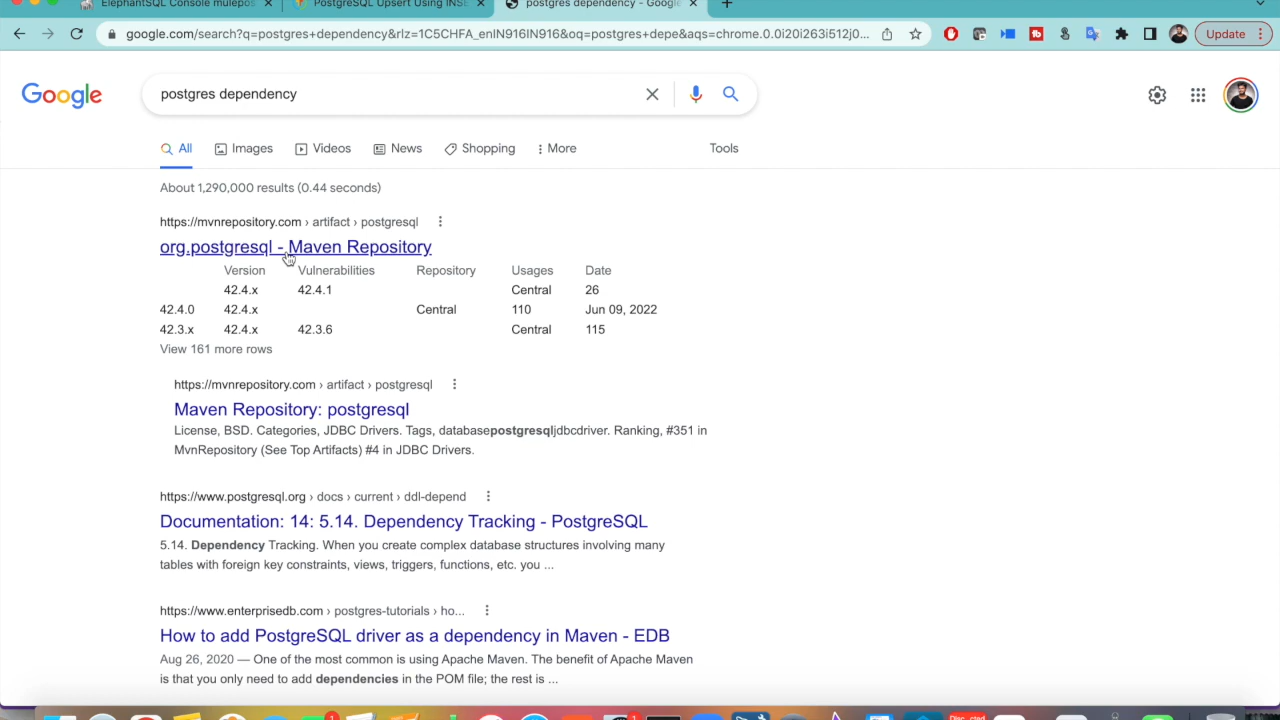 ElephantSQL Console mulepos
PostgreSQL Upsert Using INSE
postgres dependency - Google
google.com/search?q=postgres+dependency&rlz=1C5CHFA_enIN916IN916&oq=postgres+depe&aqs=chrome.0.0i20i263i512j0...
Update
Google
postgres dependency
All Images Videos News Shopping More Tools
About 1,290,000 results (0.44 seconds)
https://mvnrepository.com › artifact › postgresql
org.postgresql - Maven Repository
Version Vulnerabilities Repository Usages Date
42.4.x 42.4.1 Central 26
42.4.0 42.4.x Central 110 Jun 09, 2022
42.3.x 42.4.x 42.3.6 Central 115
View 161 more rows
https://mvnrepository.com › artifact › postgresql
Maven Repository: postgresql
License, BSD. Categories, JDBC Drivers. Tags, databasepostgresqljdbcdriver. Ranking, #351 in
MvnRepository (See Top Artifacts) #4 in JDBC Drivers.
https://www.postgresql.org › docs › current › ddl-depend
Documentation: 14: 5.14. Dependency Tracking - PostgreSQL
5.14. Dependency Tracking. When you create complex database structures involving many
tables with foreign key constraints, views, triggers, functions, etc. you ...
https://www.enterprisedb.com › postgres-tutorials › ho...
How to add PostgreSQL driver as a dependency in Maven - EDB
Aug 26, 2020 — One of the most common is using Apache Maven. The benefit of Apache Maven
is that you only need to add dependencies in the POM file; the rest is ...